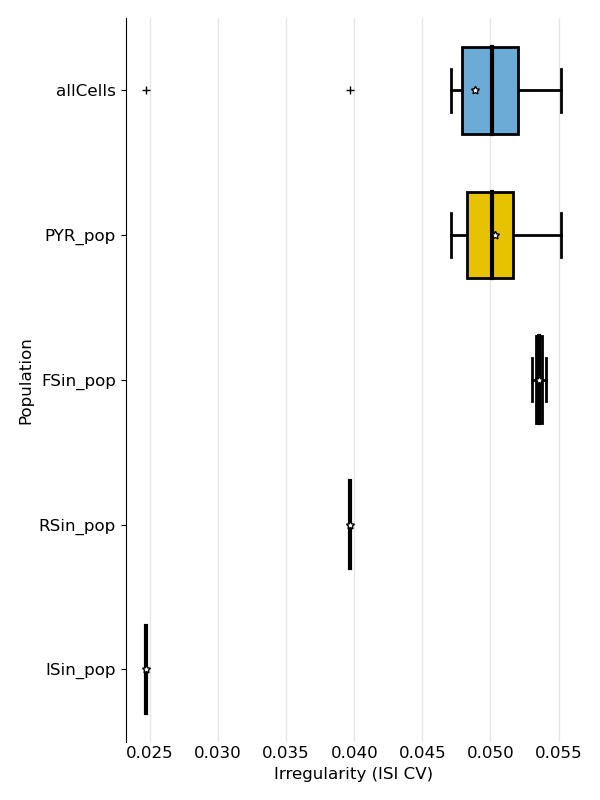 allCells
PYR_pop
FSin_pop
RSin_pop
ISin_pop
Population
0.025 0.030 0.035 0.040 0.045 0.050 0.055
Irregularity (ISI CV)